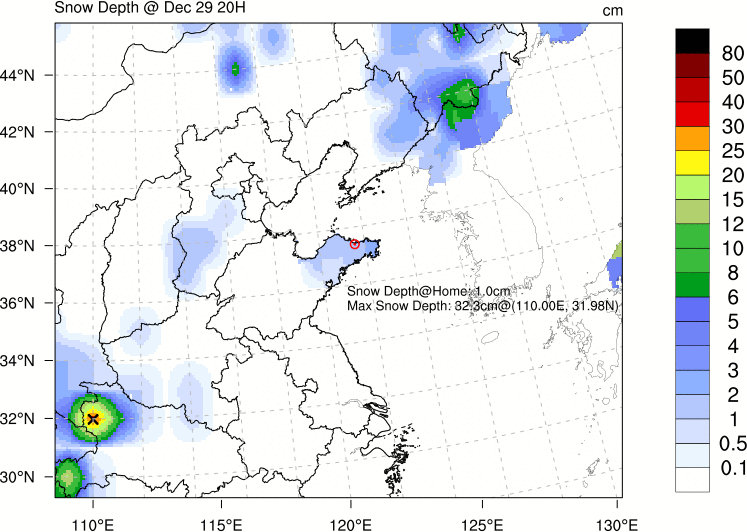 Snow Depth @ Dec 29 20H
cm
44°N
42°N
40°N
38°N
36°N
34°N
32°N
30°N
110°E
115°E
120°E
125°E
130°E
Snow Depth@Home: 1.0cm
Max Snow Depth: 32.3cm@(110.00E, 31.98N)
80
50
40
30
25
20
15
12
10
8
6
5
4
3
2
1
0.5
0.1